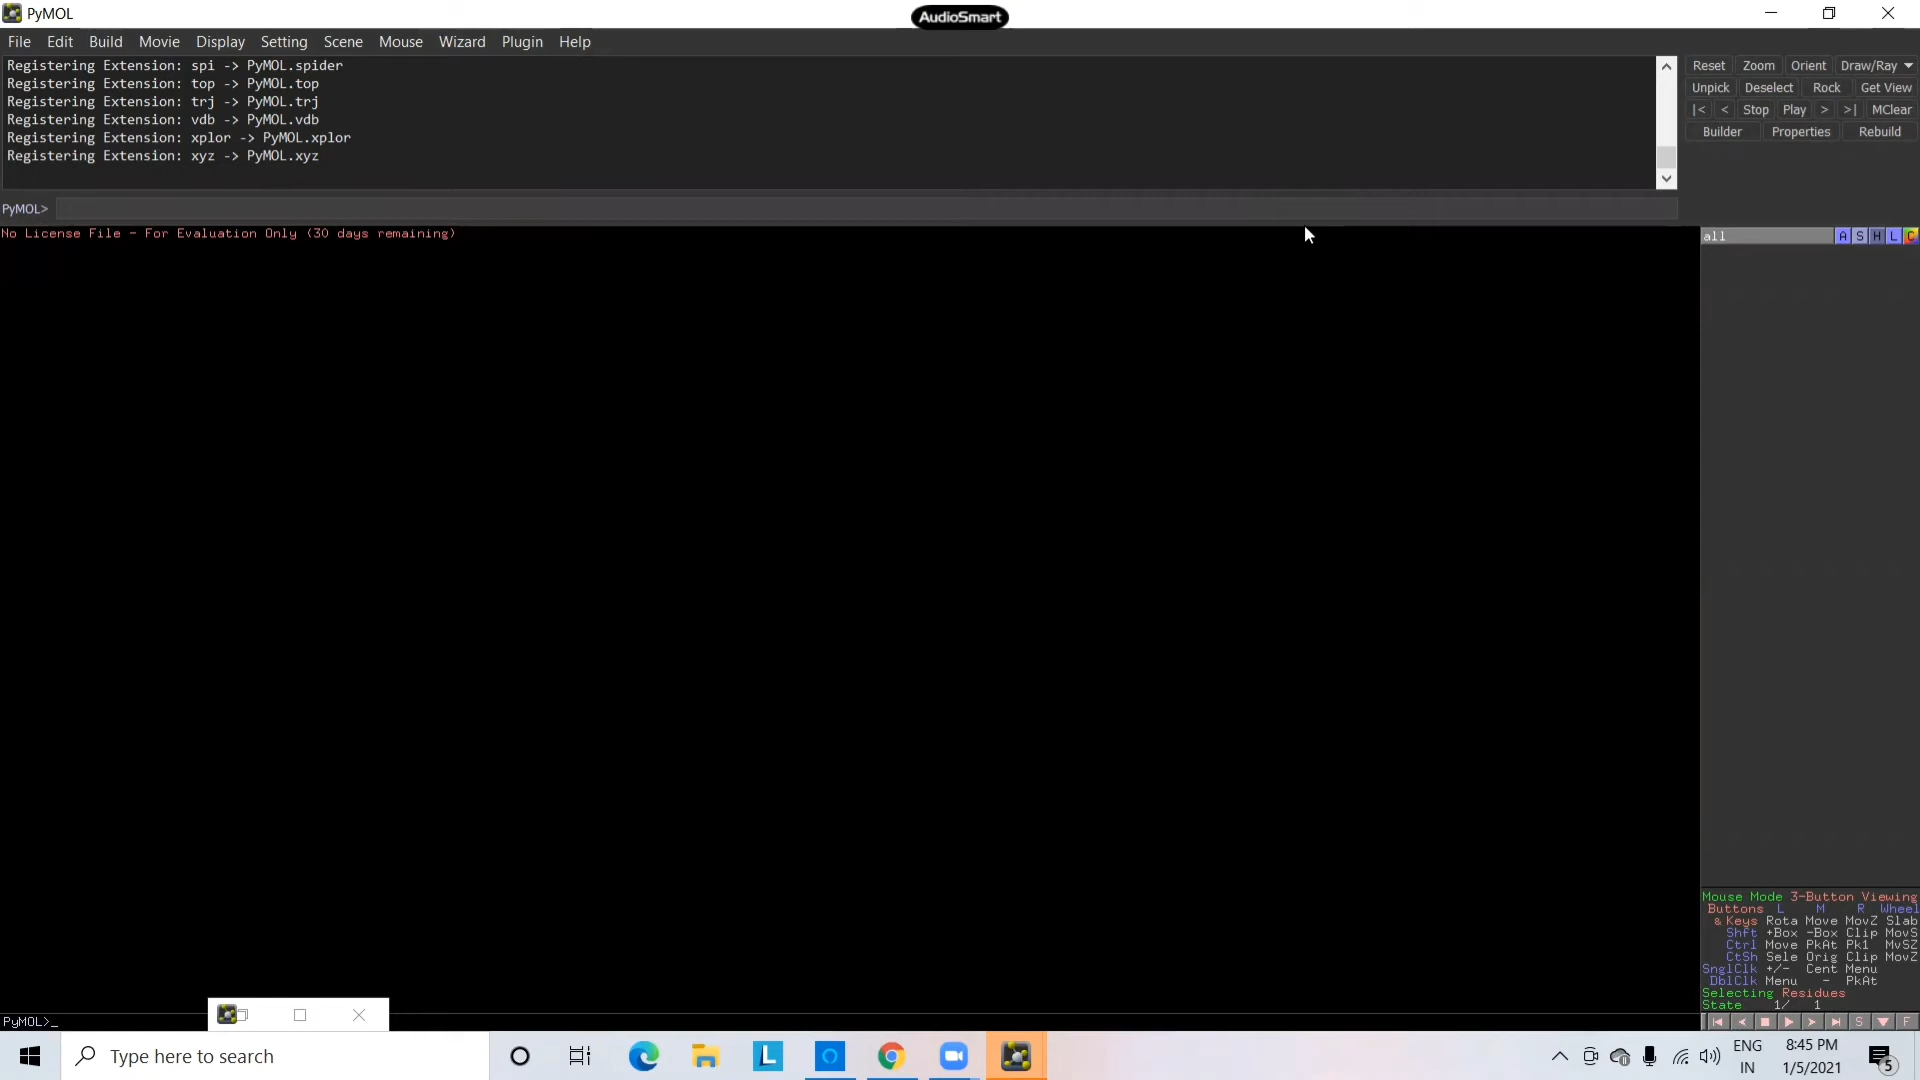 PyMOL
AudioSmart
File Edit Build Movie Display Setting Scene Mouse Wizard Plugin Help
Registering Extension: spi -> PyMOL.spider
Registering Extension: top -> PyMOL.top
Registering Extension: trj -> PyMOL.trj
Registering Extension: vdb -> PyMOL.vdb
Registering Extension: xplor -> PyMOL.xplor
Registering Extension: xyz -> PyMOL.xyz
Reset Zoom Orient Draw/Ray
Unpick Deselect Rock Get View
|< < Stop Play > >| MClear
Builder Properties Rebuild
PyMOL>
No License File - For Evaluation Only (30 days remaining)
all A S H L C
Mouse Mode 3-Button Viewing
Buttons L M R Wheel
& Keys Rota Move MovZ Slab
Shft +Box -Box Clip MovS
Ctrl Move PkAt Pk1 MvSZ
CtSh Sele Orig Clip MovZ
SnglClk +/- Cent Menu
DblClk Menu - PkAt
Selecting Residues
State 1/ 1
S F
PyMOL>_
Type here to search
L
ENG
IN
8:45 PM
1/5/2021
5